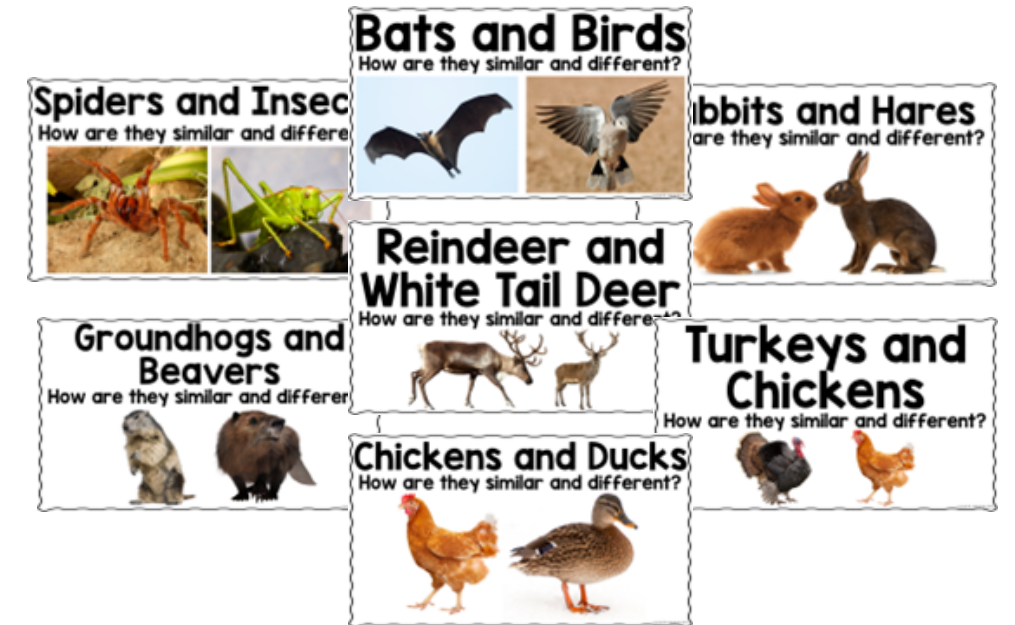 Bats and Birds
How are they similar and different?
Spiders and Insec
How are they similar and differe
bbits and Hares
are they similar and different?
Reindeer and
White Tail Deer
How are they similar and different?
Groundhogs and
Beavers
How are they similar and differen
Turkeys and
Chickens
How are they similar and different?
Chickens and Ducks
How are they similar and different?